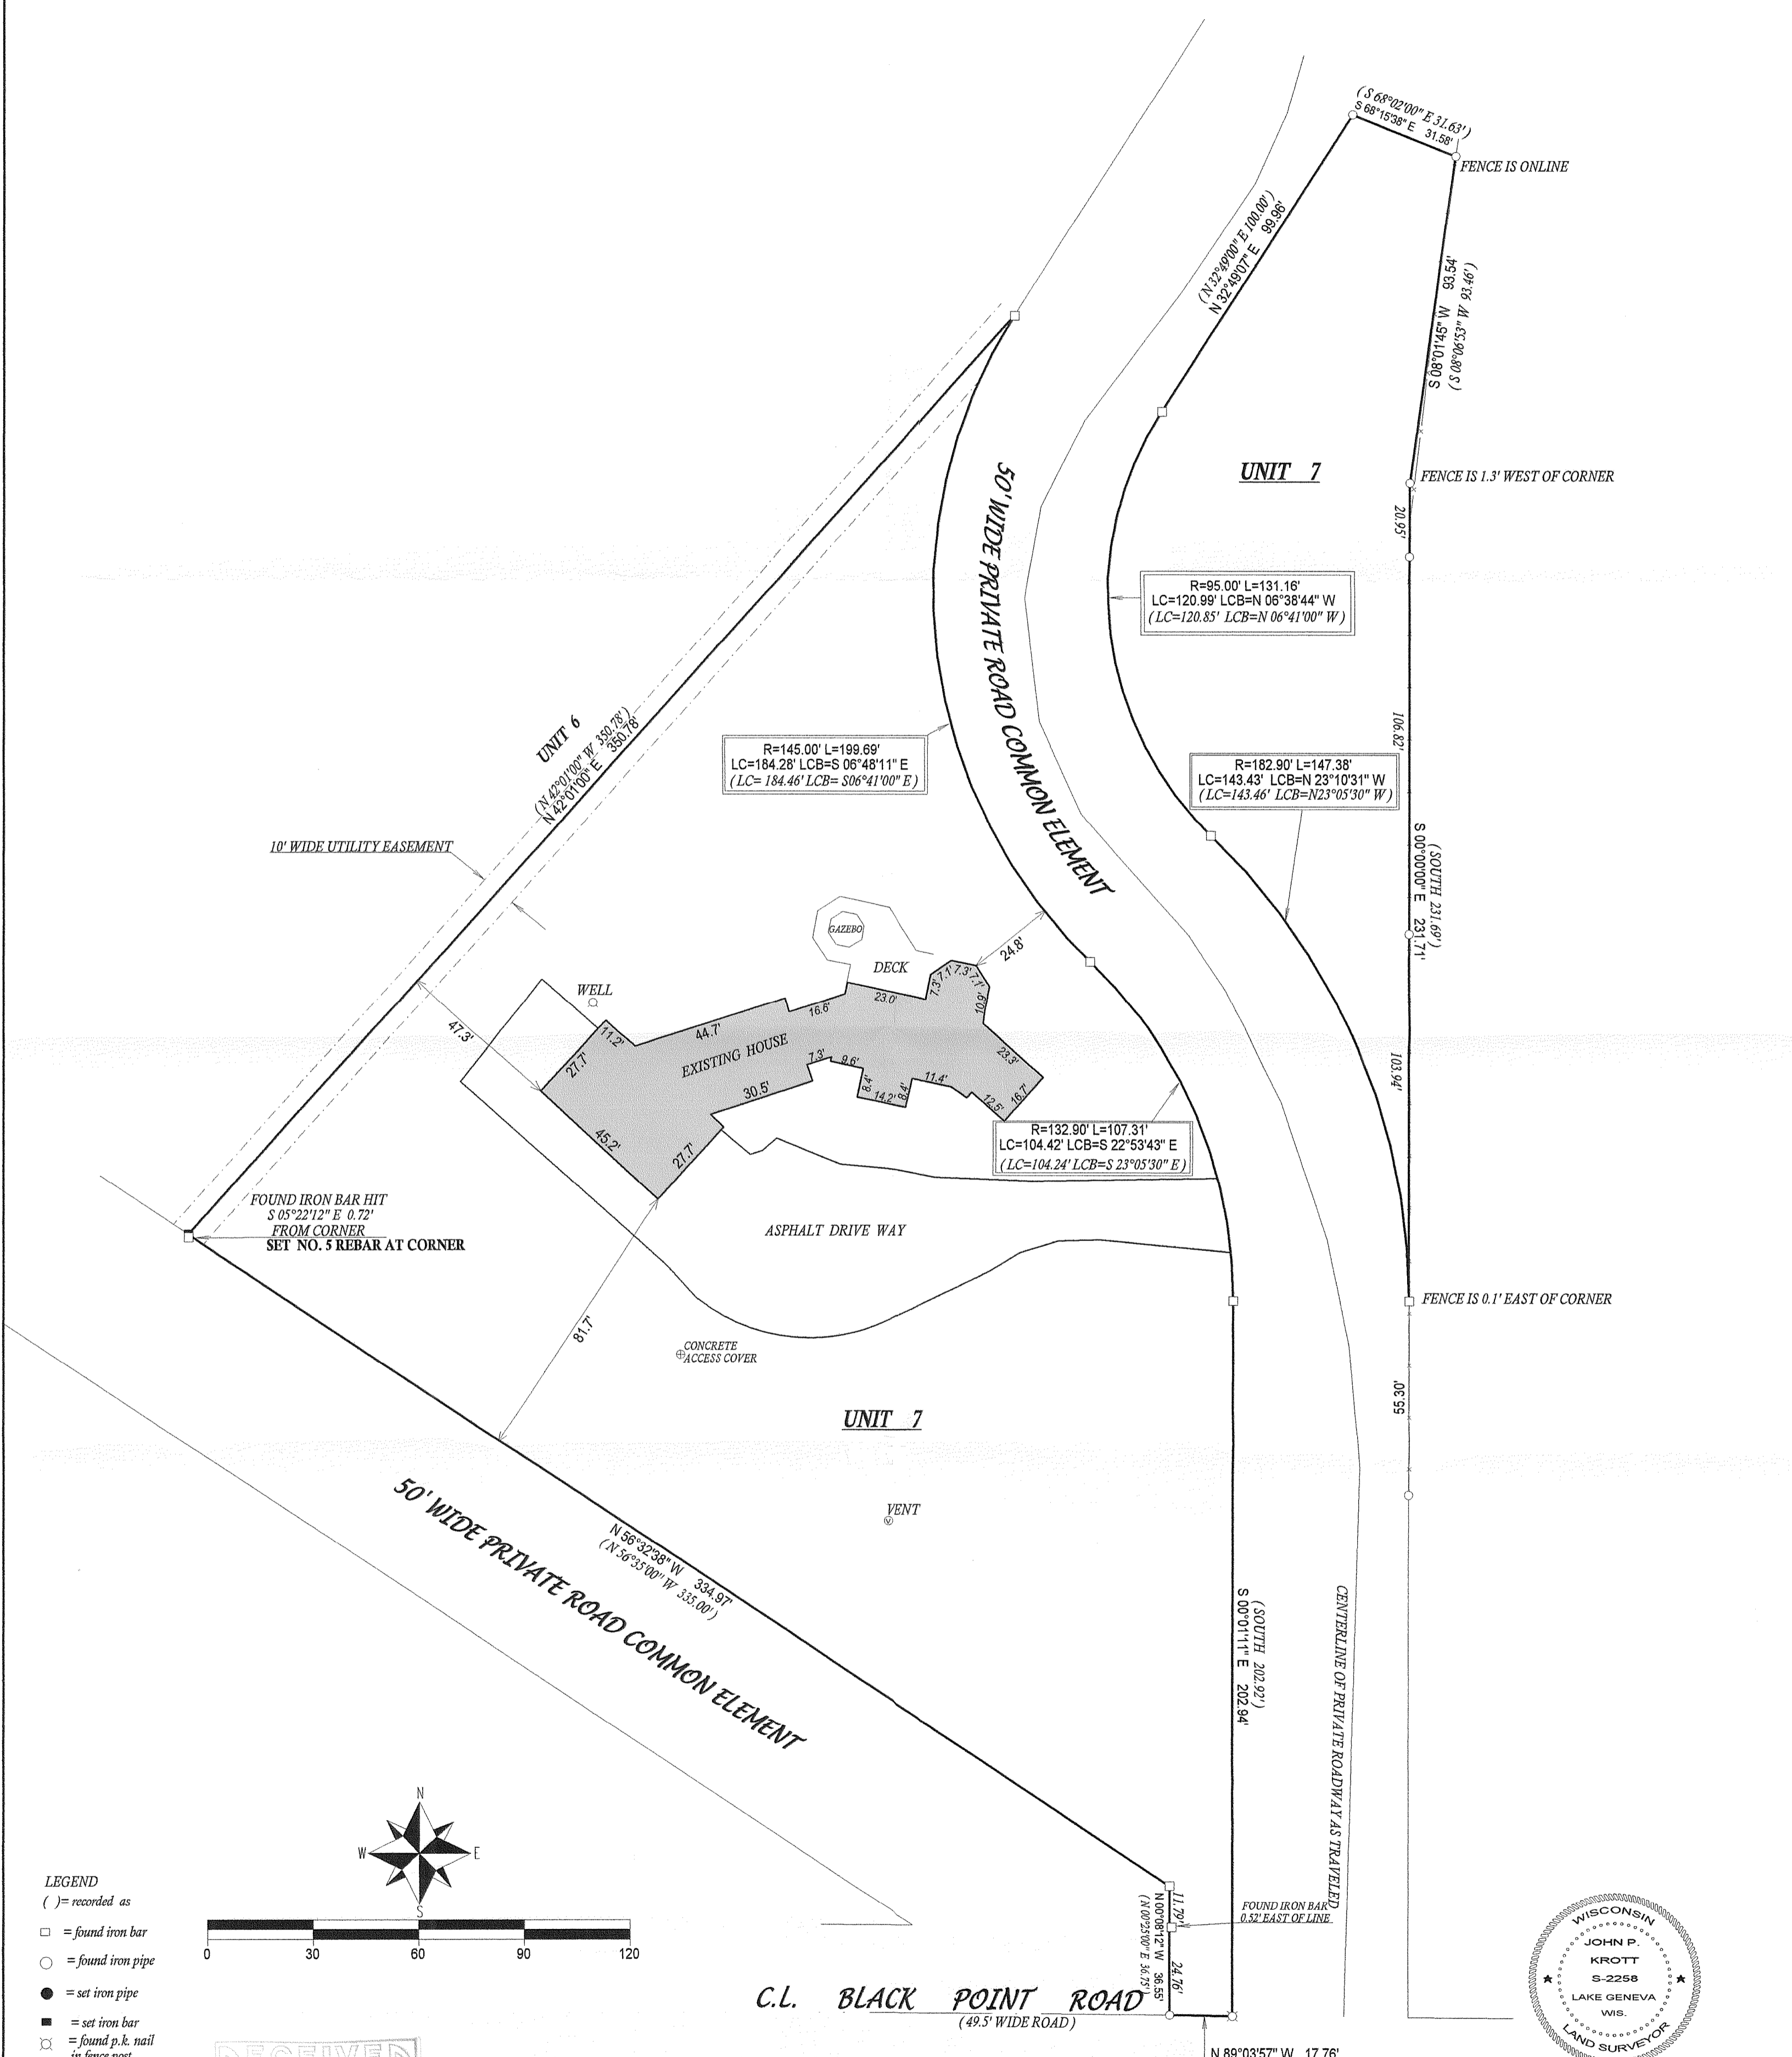 ( S 68°02'00" E 31.63' )
S 68°15'38" E 31.58'
FENCE IS ONLINE
( N 32°49'00" E 100.00' )
N 32°49'07" E 99.96'
S 08°01'45" W 93.54'
( S 08°06'53" W 93.46' )
UNIT 7
FENCE IS 1.3' WEST OF CORNER
20.95'
50' WIDE PRIVATE ROAD COMMON ELEMENT
R=95.00' L=131.16'
LC=120.99' LCB=N 06°38'44" W
( LC=120.85' LCB=N 06°41'00" W )
UNIT 6
( N 42°01'00" W 350.78' )
N 42°01'00" E 350.78'
R=145.00' L=199.69'
LC=184.28' LCB=S 06°48'11" E
( LC= 184.46' LCB= S06°41'00" E )
106.82'
R=182.90' L=147.38'
LC=143.43' LCB=N 23°10'31" W
( LC=143.46' LCB=N23°05'30" W )
10' WIDE UTILITY EASEMENT
S 00°00'00" E 231.71'
( SOUTH 231.69' )
GAZEBO
DECK
24.8'
WELL
47.3'
11.2'
27.7'
44.7'
16.6'
23.0'
7.3'
7.1'
7.3'
7.1'
10.9'
23.3'
EXISTING HOUSE
7.3'
9.6'
8.4'
14.2'
8.4'
11.4'
12.5'
16.7'
30.5'
45.2'
27.7'
103.94'
R=132.90' L=107.31'
LC=104.42' LCB=S 22°53'43" E
( LC=104.24' LCB=S 23°05'30" E )
FOUND IRON BAR HIT
S 05°22'12" E 0.72'
FROM CORNER
SET NO. 5 REBAR AT CORNER
ASPHALT DRIVE WAY
81.7'
FENCE IS 0.1' EAST OF CORNER
CONCRETE
ACCESS COVER
55.30'
UNIT 7
VENT
50' WIDE PRIVATE ROAD COMMON ELEMENT
N 56°32'38" W 334.97'
( N 56°35'00" W 335.00' )
S 00°01'11" E 202.94'
( SOUTH 202.92' )
CENTERLINE OF PRIVATE ROADWAY AS TRAVELED
N
W
E
S
LEGEND
( )= recorded as
= found iron bar
= found iron pipe
= set iron pipe
= set iron bar
= found p.k. nail
in fence post
0 30 60 90 120
11.79'
24.76'
N 00°08'12" W 36.55'
( N 00°25'00" E 36.75' )
FOUND IRON BAR
0.52' EAST OF LINE
C.L. BLACK POINT ROAD
( 49.5' WIDE ROAD )
N 89°03'57" W 17.76'
WISCONSIN
JOHN P.
KROTT
S-2258
LAKE GENEVA
WIS.
LAND SURVEYOR
RECEIVED